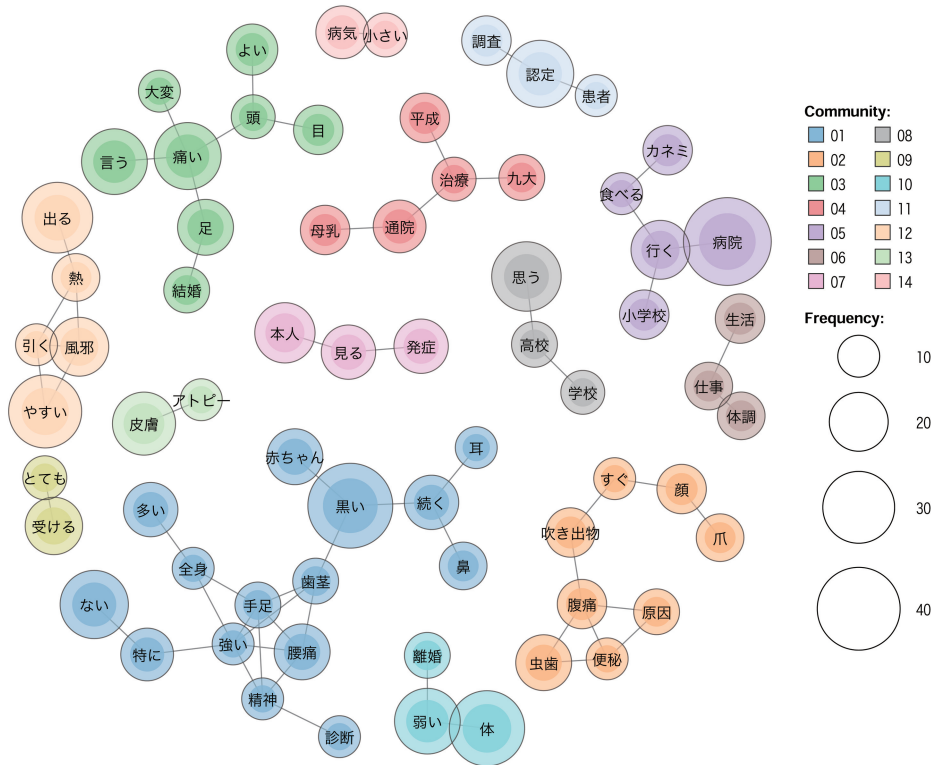 病気
小さい
調査
認定
患者
よい
大変
頭
目
言う
痛い
足
結婚
平成
治療
九大
母乳
通院
カネミ
食べる
行く
病院
小学校
出る
熱
引く
風邪
やすい
思う
高校
学校
生活
仕事
体調
本人
見る
発症
アトピー
皮膚
とても
受ける
赤ちゃん
黒い
続く
耳
鼻
多い
全身
歯茎
手足
ない
特に
強い
腰痛
精神
診断
すぐ
顔
爪
吹き出物
腹痛
原因
虫歯
便秘
離婚
弱い
体
Community:
01
02
03
04
05
06
07
08
09
10
11
12
13
14
Frequency:
10
20
30
40